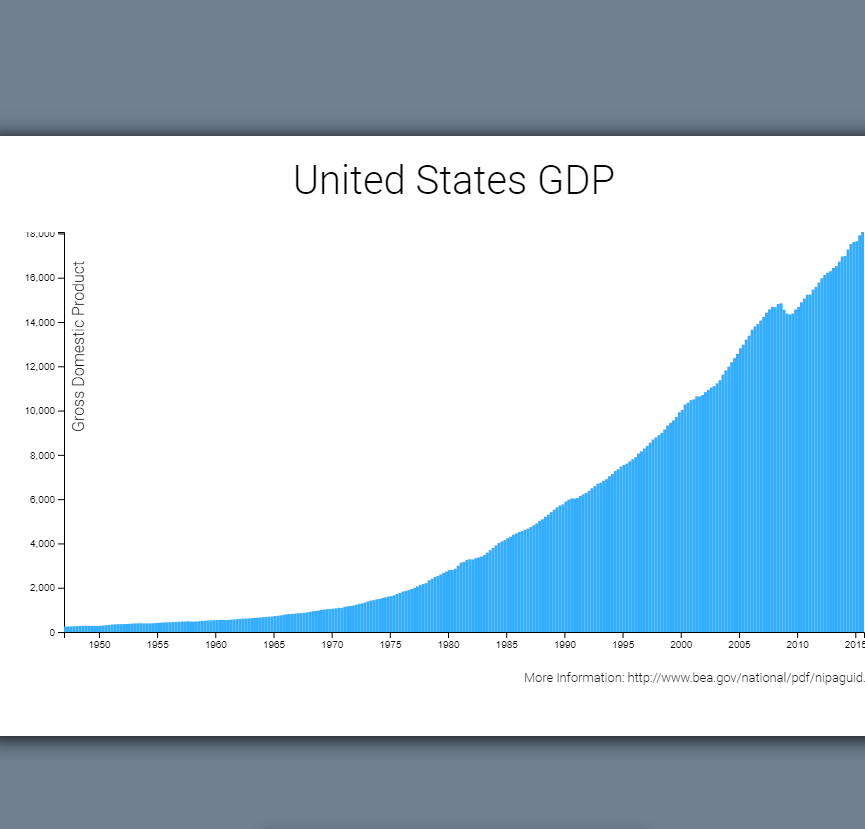 United States GDP
18,000
16,000
14,000
12,000
10,000
8,000
6,000
4,000
2,000
0
Gross Domestic Product
1950 1955 1960 1965 1970 1975 1980 1985 1990 1995 2000 2005 2010 2015
More Information: http://www.bea.gov/national/pdf/nipaguid.